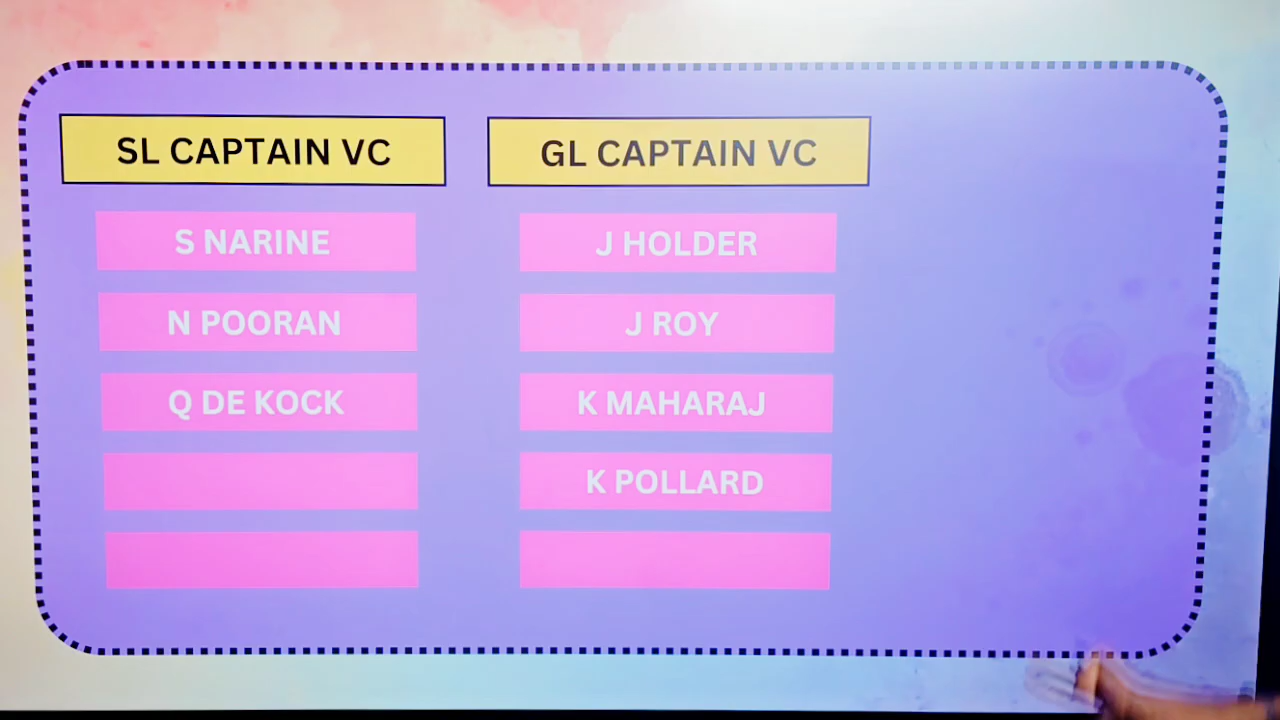 SL CAPTAIN VC
S NARINE
N POORAN
Q DE KOCK
GL CAPTAIN VC
J HOLDER
J ROY
K MAHARAJ
K POLLARD